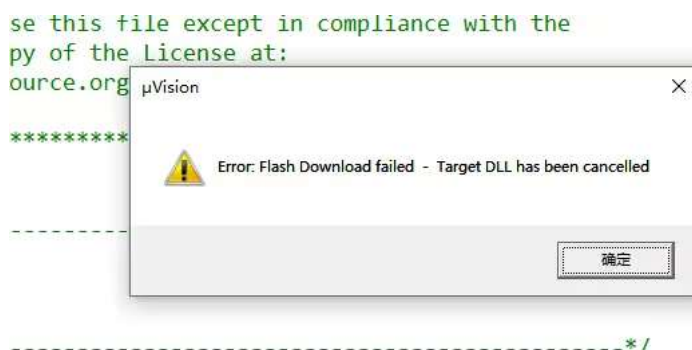 se this file except in compliance with the
py of the License at:
ource.org
µVision
*********
Error: Flash Download failed - Target DLL has been cancelled
---------
确定
-----------------------------------------------*/